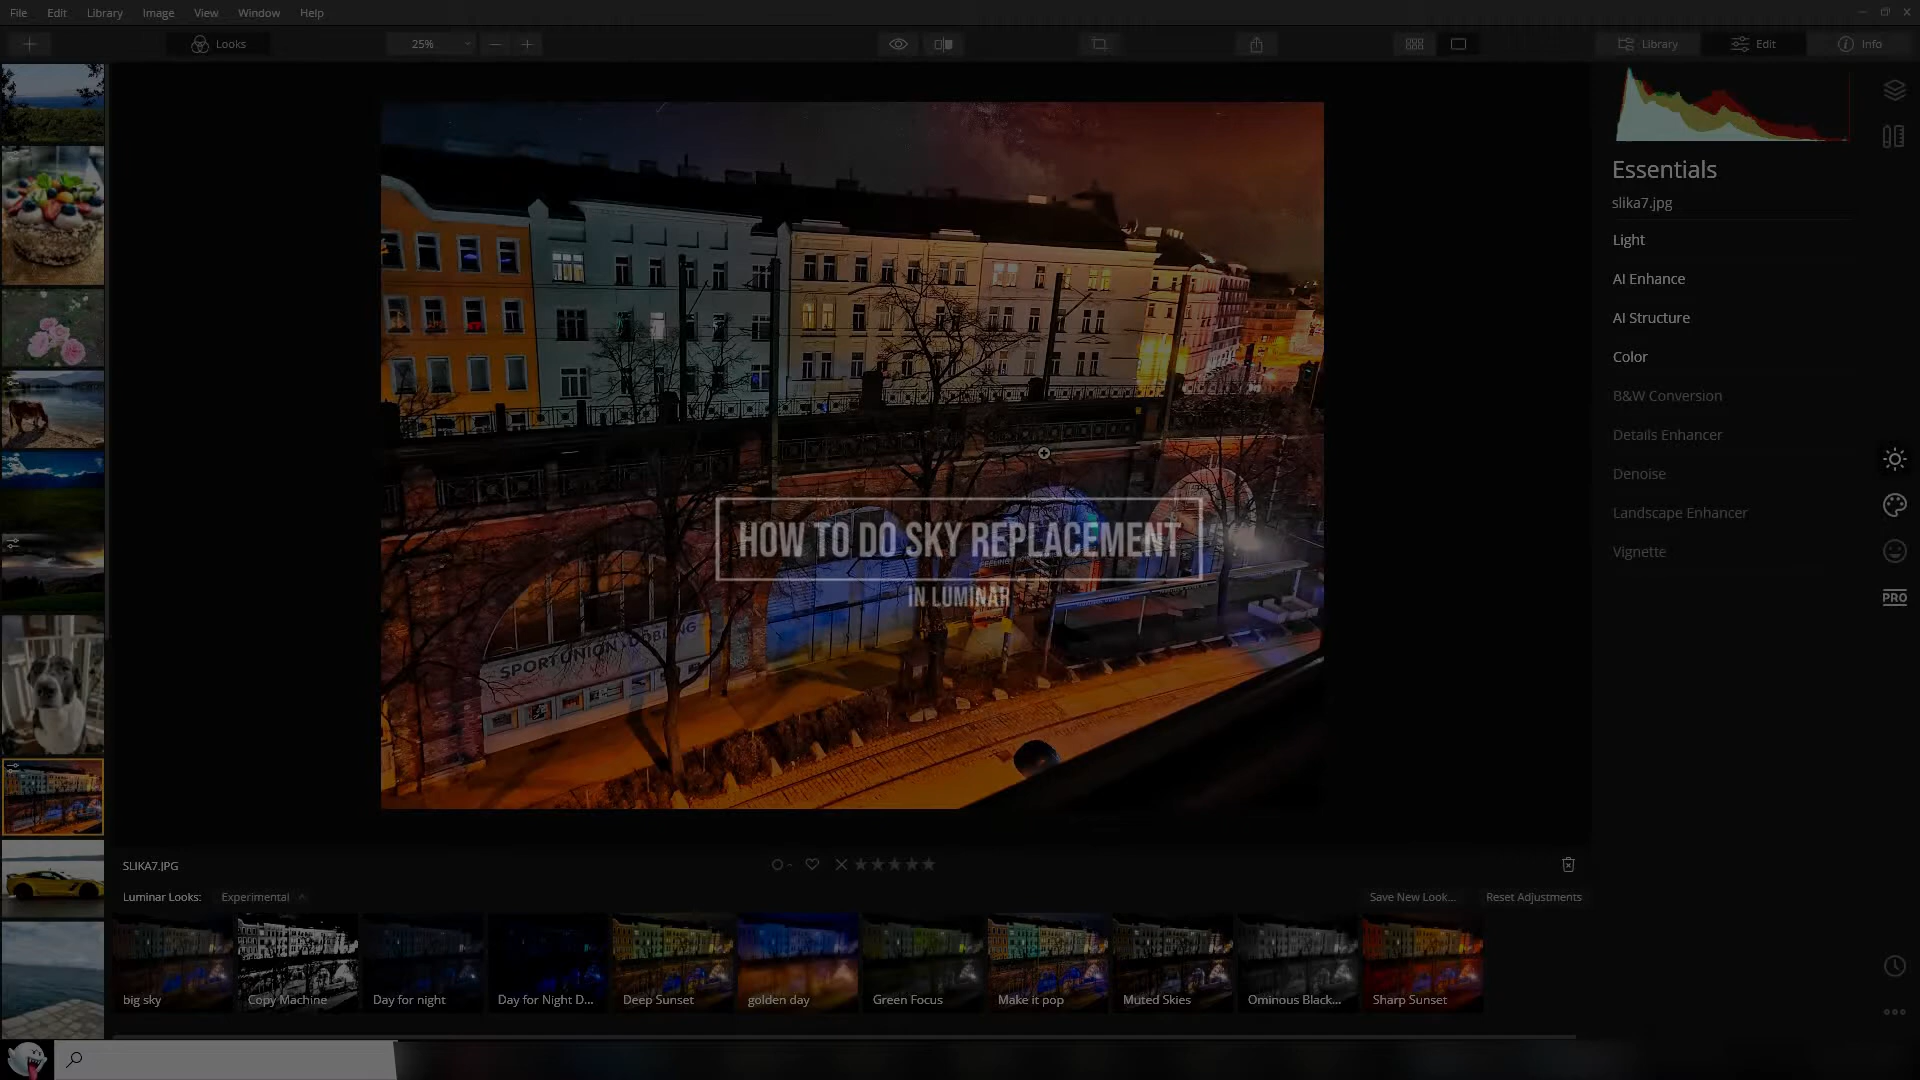 File Edit Library Image View Window Help
Looks 25% Library Edit Info
Essentials
slika7.jpg
Light
AI Enhance
AI Structure
Color
B&W Conversion
Details Enhancer
Denoise
Landscape Enhancer
Vignette
PRO
HOW TO DO SKY REPLACEMENT
IN LUMINAR
SPORTUNION DÖBLING
SLIKA7.JPG
Luminar Looks: Experimental Save New Look... Reset Adjustments
big sky Copy Machine Day for night Day for Night D... Deep Sunset golden day Green Focus Make it pop Muted Skies Ominous Black... Sharp Sunset